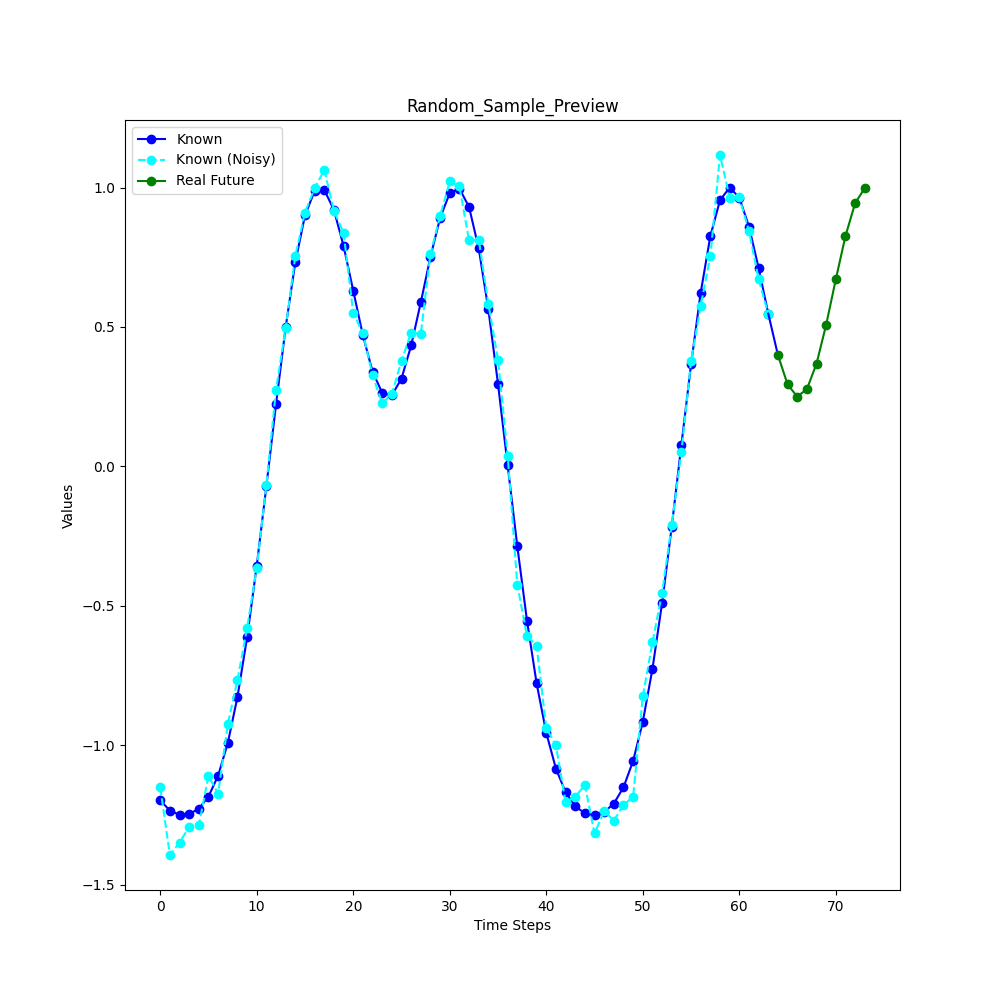 Random_Sample_Preview
Known
Known (Noisy)
Real Future
1.0
0.5
0.0
−0.5
−1.0
−1.5
Values
0 10 20 30 40 50 60 70
Time Steps